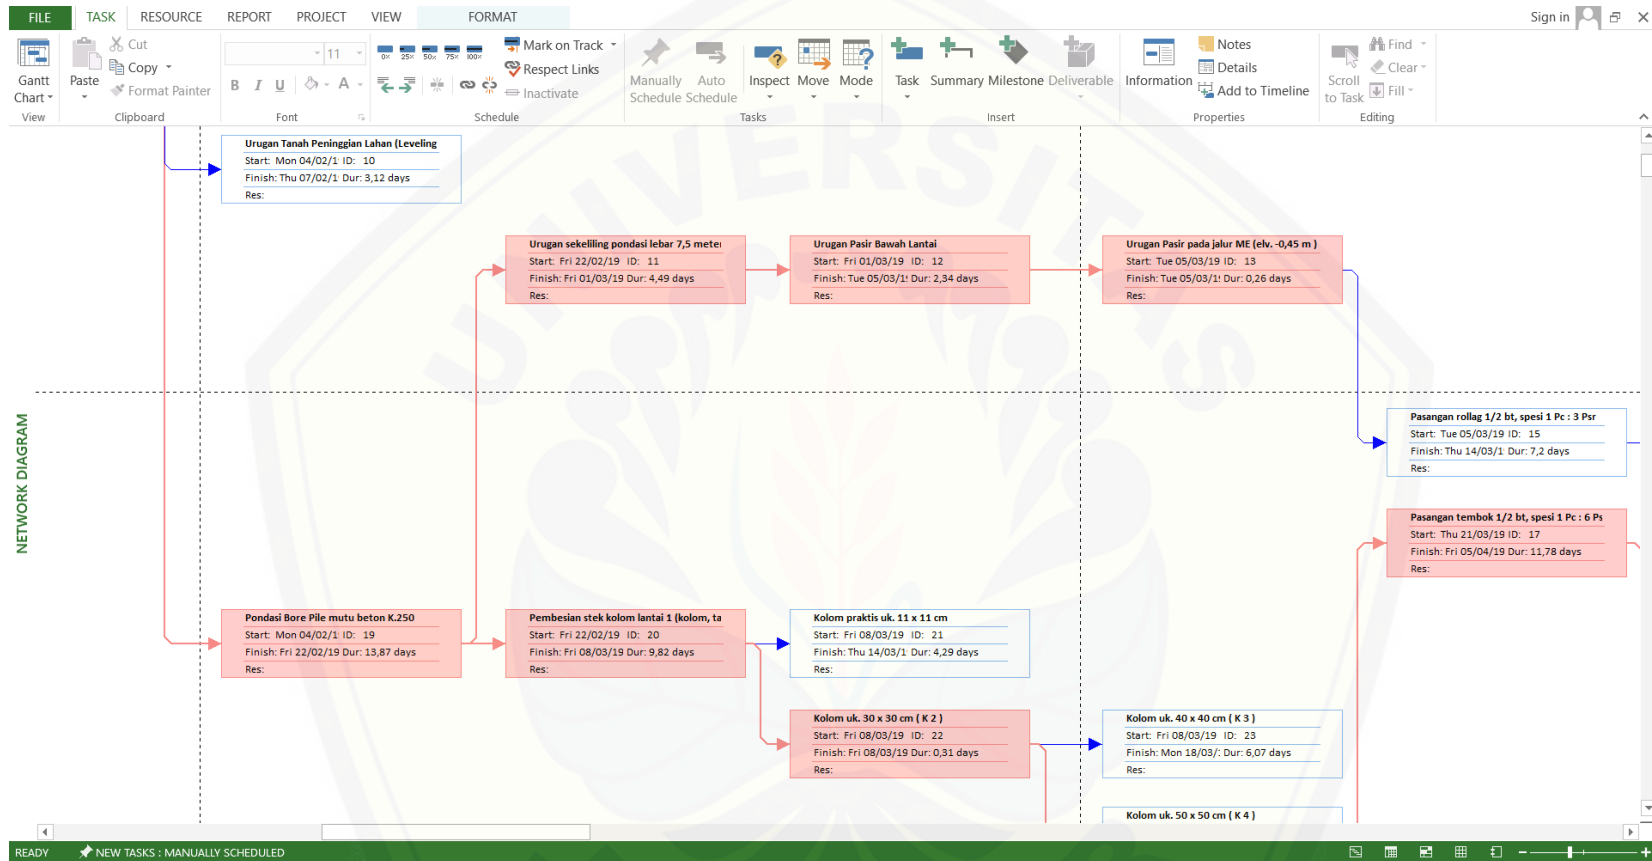 FILE TASK RESOURCE REPORT PROJECT VIEW FORMAT Sign in
Gantt Chart
View
Paste
Cut
Copy
Format Painter
Clipboard
11
B I U A
Font
0% 25% 50% 75% 100%
Mark on Track
Respect Links
Inactivate
Schedule
Manually Schedule
Auto Schedule
Inspect
Move
Mode
Tasks
Task
Summary
Milestone
Deliverable
Insert
Information
Notes
Details
Add to Timeline
Properties
Scroll to Task
Find
Clear
Fill
Editing
UNIVERSITAS
NETWORK DIAGRAM
Urugan Tanah Peninggian Lahan (Leveling
Start: Mon 04/02/1 ID: 10
Finish: Thu 07/02/1 Dur: 3,12 days
Res:
Urugan sekeliling pondasi lebar 7,5 meter
Start: Fri 22/02/19 ID: 11
Finish: Fri 01/03/19 Dur: 4,49 days
Res:
Urugan Pasir Bawah Lantai
Start: Fri 01/03/19 ID: 12
Finish: Tue 05/03/1 Dur: 2,34 days
Res:
Urugan Pasir pada jalur ME (elv. -0,45 m )
Start: Tue 05/03/19 ID: 13
Finish: Tue 05/03/1 Dur: 0,26 days
Res:
Pasangan rollag 1/2 bt, spesi 1 Pc : 3 Psr
Start: Tue 05/03/19 ID: 15
Finish: Thu 14/03/1 Dur: 7,2 days
Res:
Pasangan tembok 1/2 bt, spesi 1 Pc : 6 Ps
Start: Thu 21/03/19 ID: 17
Finish: Fri 05/04/19 Dur: 11,78 days
Res:
Pondasi Bore Pile mutu beton K.250
Start: Mon 04/02/1 ID: 19
Finish: Fri 22/02/19 Dur: 13,87 days
Res:
Pembesian stek kolom lantai 1 (kolom, ta
Start: Fri 22/02/19 ID: 20
Finish: Fri 08/03/19 Dur: 9,82 days
Res:
Kolom praktis uk. 11 x 11 cm
Start: Fri 08/03/19 ID: 21
Finish: Thu 14/03/1 Dur: 4,29 days
Res:
Kolom uk. 30 x 30 cm ( K 2 )
Start: Fri 08/03/19 ID: 22
Finish: Fri 08/03/19 Dur: 0,31 days
Res:
Kolom uk. 40 x 40 cm ( K 3 )
Start: Fri 08/03/19 ID: 23
Finish: Mon 18/03/ Dur: 6,07 days
Res:
Kolom uk. 50 x 50 cm ( K 4 )
READY NEW TASKS : MANUALLY SCHEDULED